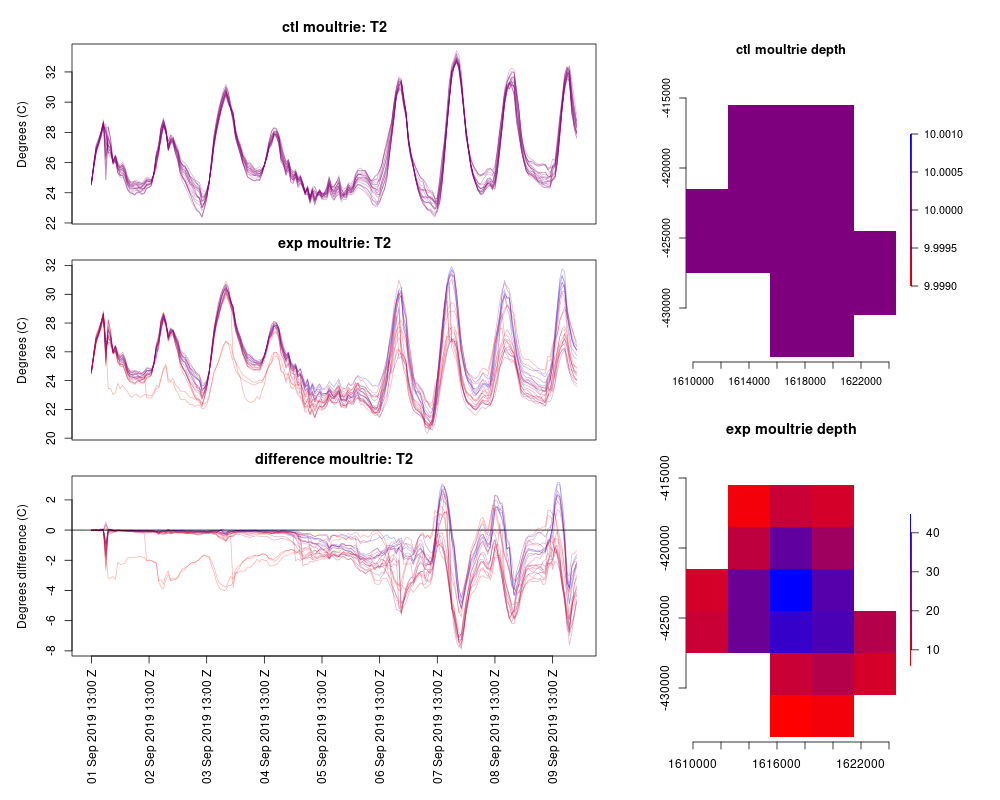 ctl moultrie: T2
Degrees (C)
22 24 26 28 30 32
exp moultrie: T2
Degrees (C)
20 22 24 26 28 30 32
difference moultrie: T2
Degrees difference (C)
-8 -6 -4 -2 0 2
01 Sep 2019 13:00 Z
02 Sep 2019 13:00 Z
03 Sep 2019 13:00 Z
04 Sep 2019 13:00 Z
05 Sep 2019 13:00 Z
06 Sep 2019 13:00 Z
07 Sep 2019 13:00 Z
08 Sep 2019 13:00 Z
09 Sep 2019 13:00 Z
ctl moultrie depth
-430000 -425000 -420000 -415000
1610000 1614000 1618000 1622000
10.0010
10.0005
10.0000
9.9995
9.9990
exp moultrie depth
-430000 -425000 -420000 -415000
1610000 1616000 1622000
40
30
20
10